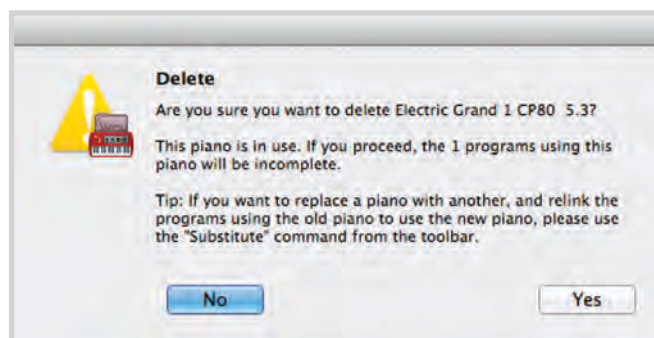 Delete
Are you sure you want to delete Electric Grand 1 CP80  5.3?
This piano is in use. If you proceed, the 1 programs using this
piano will be incomplete.
Tip: If you want to replace a piano with another, and relink the
programs using the old piano to use the new piano, please use
the "Substitute" command from the toolbar.
No
Yes